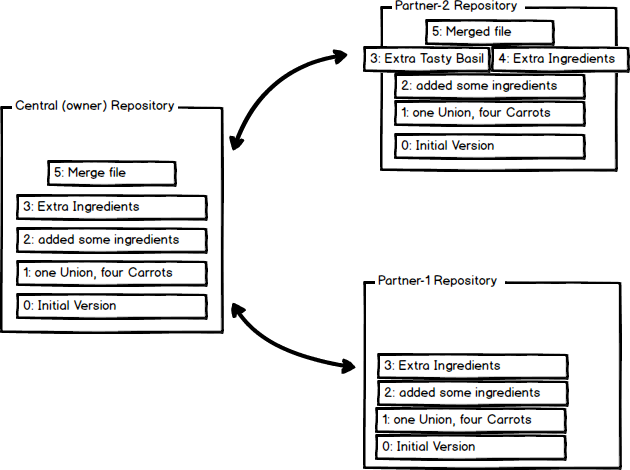 Partner-2 Repository
5: Merged file
3: Extra Tasty Basil
4: Extra Ingredients
2: added some ingredients
1: one Union, four Carrots
0: Initial Version
Central (owner) Repository
5: Merge file
3: Extra Ingredients
2: added some ingredients
1: one Union, four Carrots
0: Initial Version
Partner-1 Repository
3: Extra Ingredients
2: added some ingredients
1: one Union, four Carrots
0: Initial Version